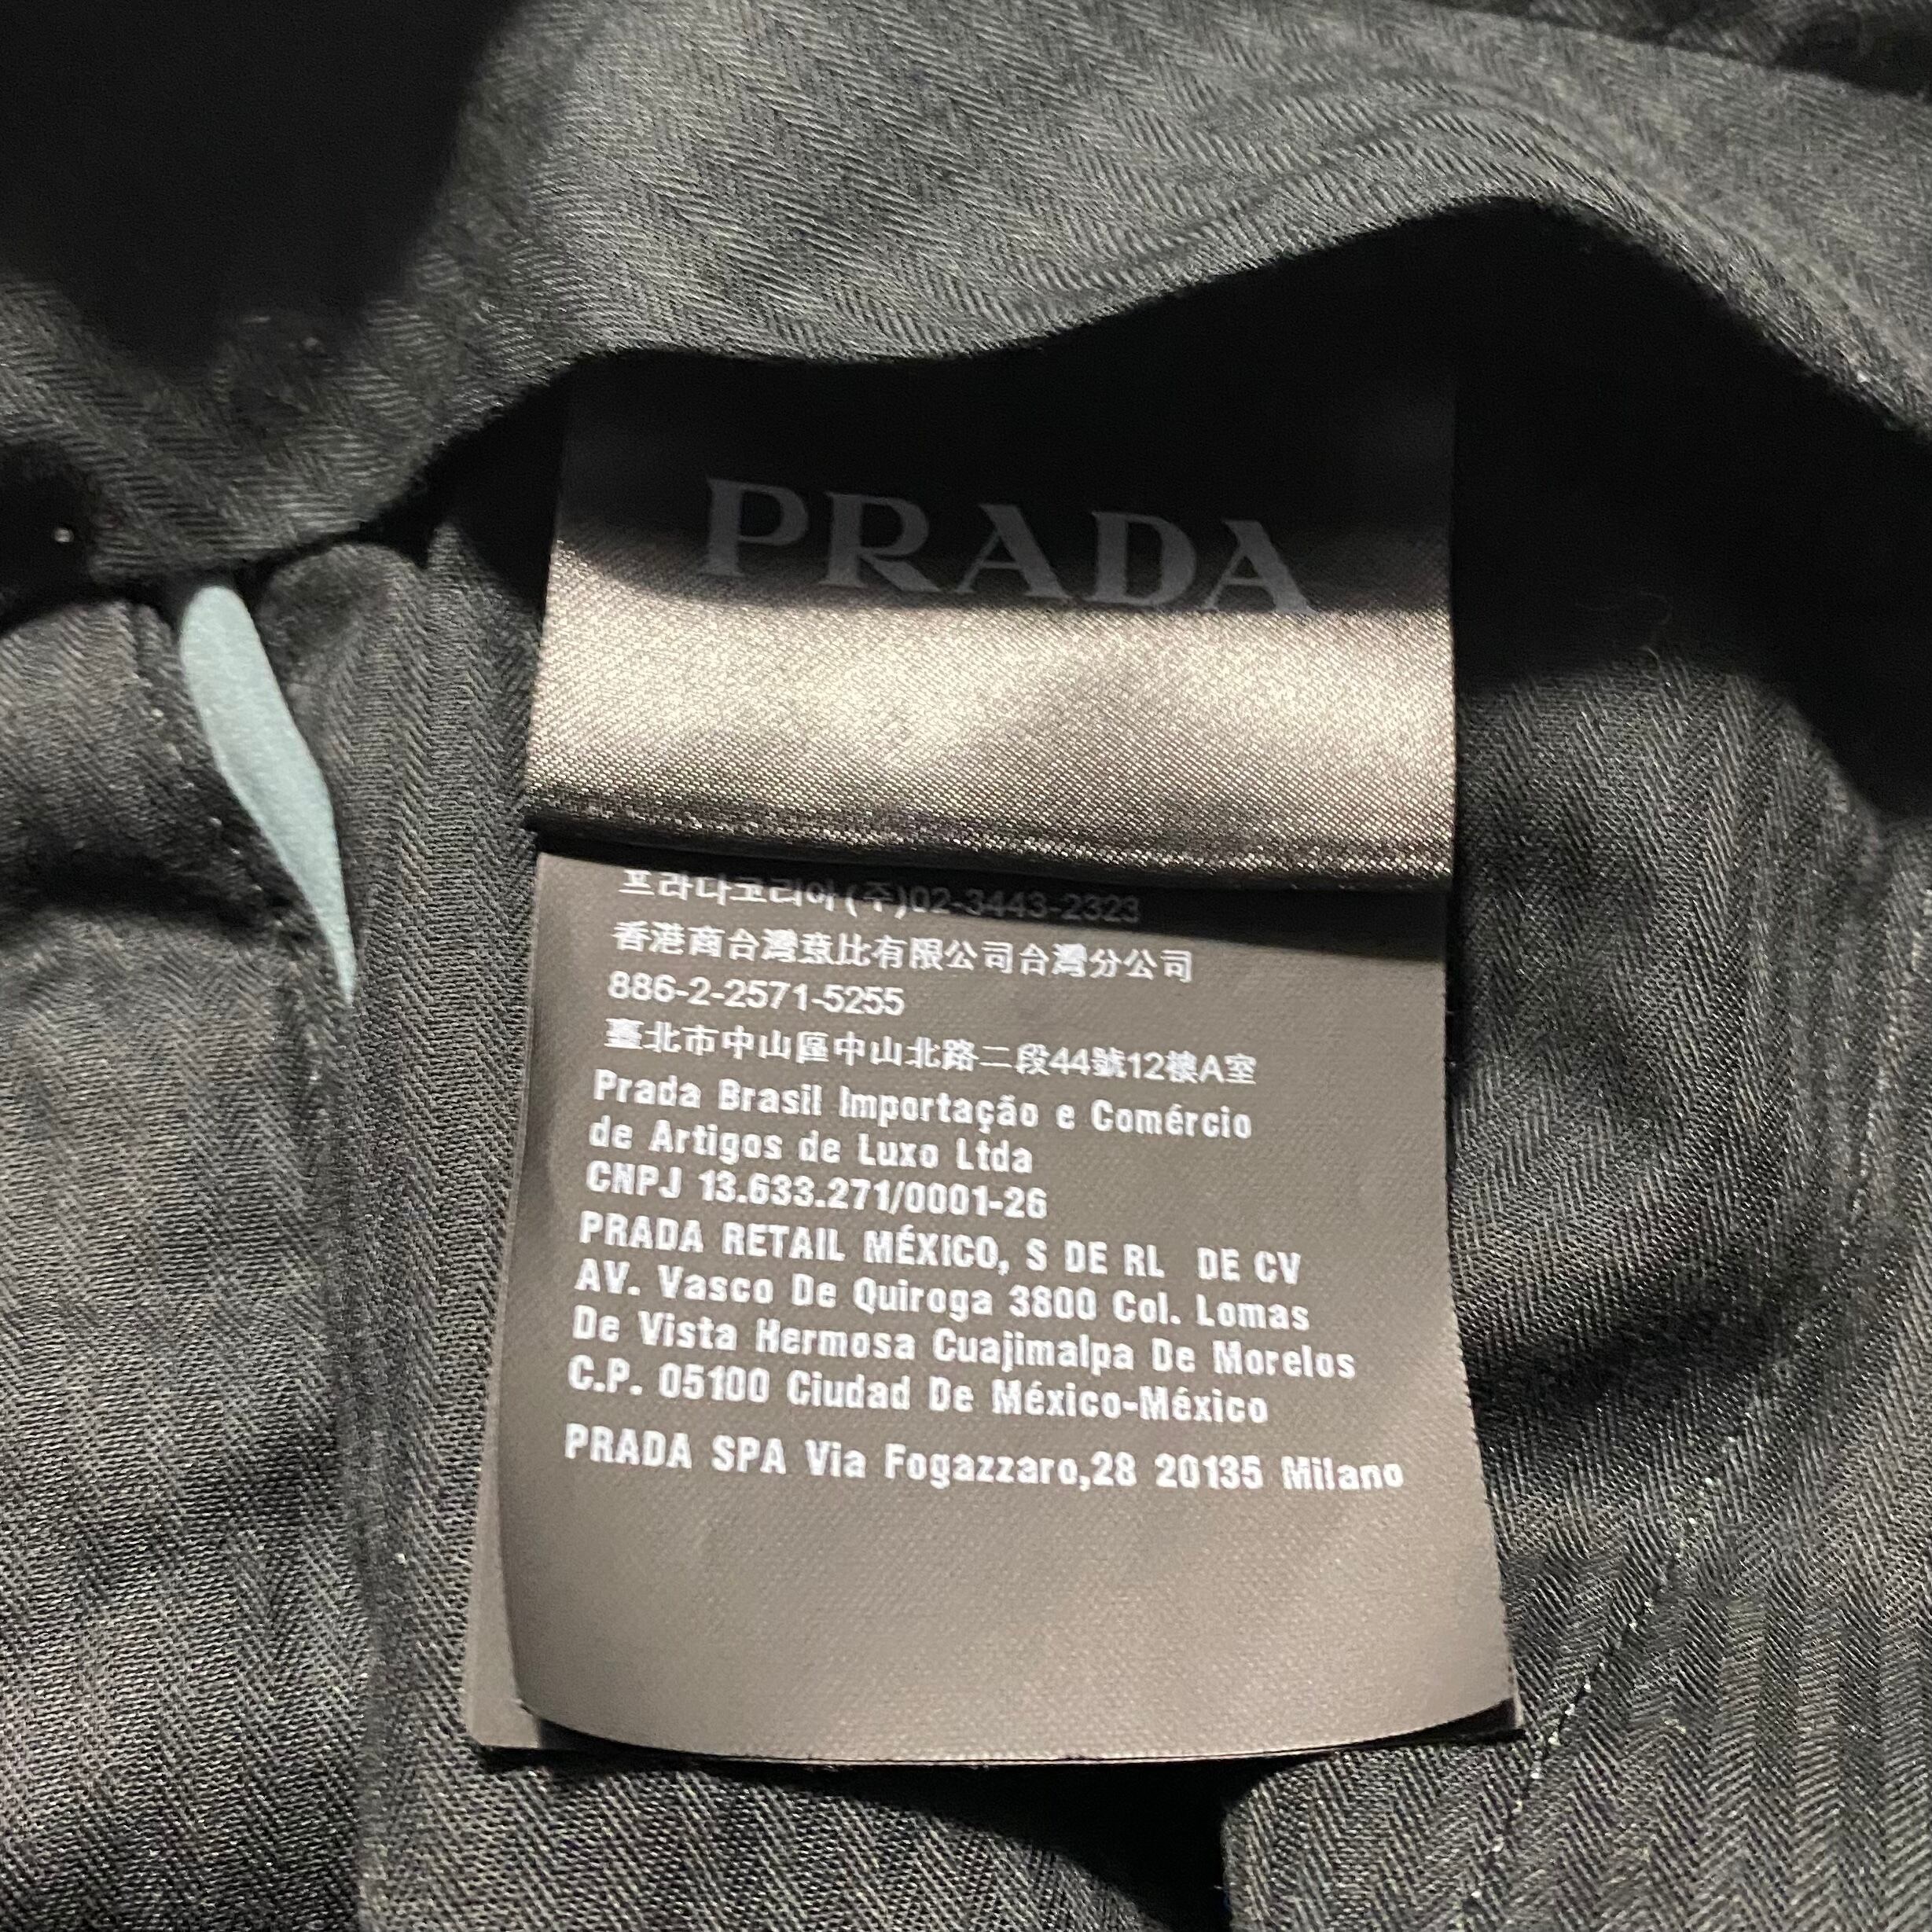 PRADA
프라다코리아(주)02-3443-2323
香港商台灣意比有限公司台灣分公司
886-2-2571-5255
臺北市中山區中山北路二段44號12樓A室
Prada Brasil Importação e Comércio
de Artigos de Luxo Ltda
CNPJ 13.633.271/0001-26
PRADA RETAIL MÉXICO, S DE RL DE CV
AV. Vasco De Quiroga 3800 Col. Lomas
De Vista Hermosa Cuajimalpa De Morelos
C.P. 05100 Ciudad De México-México
PRADA SPA Via Fogazzaro,28 20135 Milano